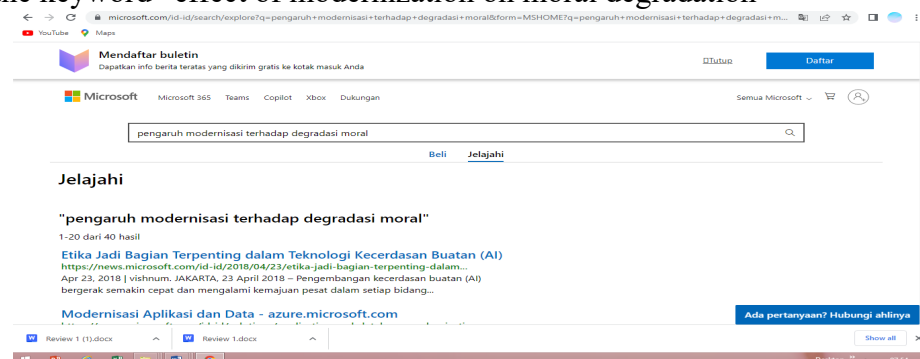 the keyword "effect of modernization on moral degradation"
microsoft.com/id-id/search/explore?q=pengaruh+modernisasi+terhadap+degradasi+moral&form=MSHOME?q=pengaruh+modernisasi+terhadap+degradasi+m...
YouTube Maps
Mendaftar buletin
Dapatkan info berita teratas yang dikirim gratis ke kotak masuk Anda
Tutup
Daftar
Microsoft Microsoft 365 Teams Copilot Xbox Dukungan Semua Microsoft
pengaruh modernisasi terhadap degradasi moral
Beli Jelajahi
Jelajahi
"pengaruh modernisasi terhadap degradasi moral"
1-20 dari 40 hasil
Etika Jadi Bagian Terpenting dalam Teknologi Kecerdasan Buatan (AI)
https://news.microsoft.com/id-id/2018/04/23/etika-jadi-bagian-terpenting-dalam...
Apr 23, 2018 | vishnum. JAKARTA, 23 April 2018 – Pengembangan kecerdasan buatan (AI)
bergerak semakin cepat dan mengalami kemajuan pesat dalam setiap bidang...
Modernisasi Aplikasi dan Data - azure.microsoft.com
Ada pertanyaan? Hubungi ahlinya
Review 1 (1).docx Review 1.docx Show all